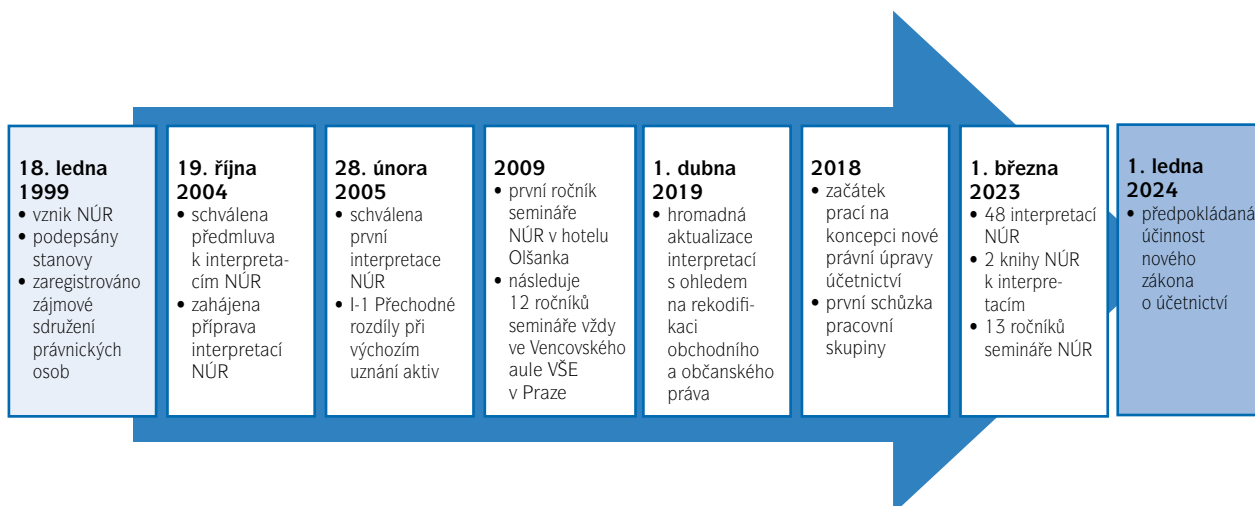 18. ledna
1999
• vznik NÚR
• podepsány
stanovy
• zaregistrováno
zájmové
sdružení
právnických
osob
19. října
2004
• schválena
předmluva
k interpreta-
cím NÚR
• zahájena
příprava
interpretací
NÚR
28. února
2005
• schválena
první
interpretace
NÚR
• I-1 Přechodné
rozdíly při
výchozím
uznání aktiv
2009
• první ročník
semináře
NÚR v hotelu
Olšanka
• následuje
12 ročníků
semináře vždy
ve Vencovského
aule VŠE
v Praze
1. dubna
2019
• hromadná
aktualizace
interpretací
s ohledem
na rekodifi-
kaci
obchodního
a občanského
práva
2018
• začátek
prací na
koncepci nové
právní úpravy
účetnictví
• první schůzka
pracovní
skupiny
1. března
2023
• 48 interpretací
NÚR
• 2 knihy NÚR
k interpre-
tacím
• 13 ročníků
semináře NÚR
1. ledna
2024
• předpokládaná
účinnost
nového
zákona
o účetnictví